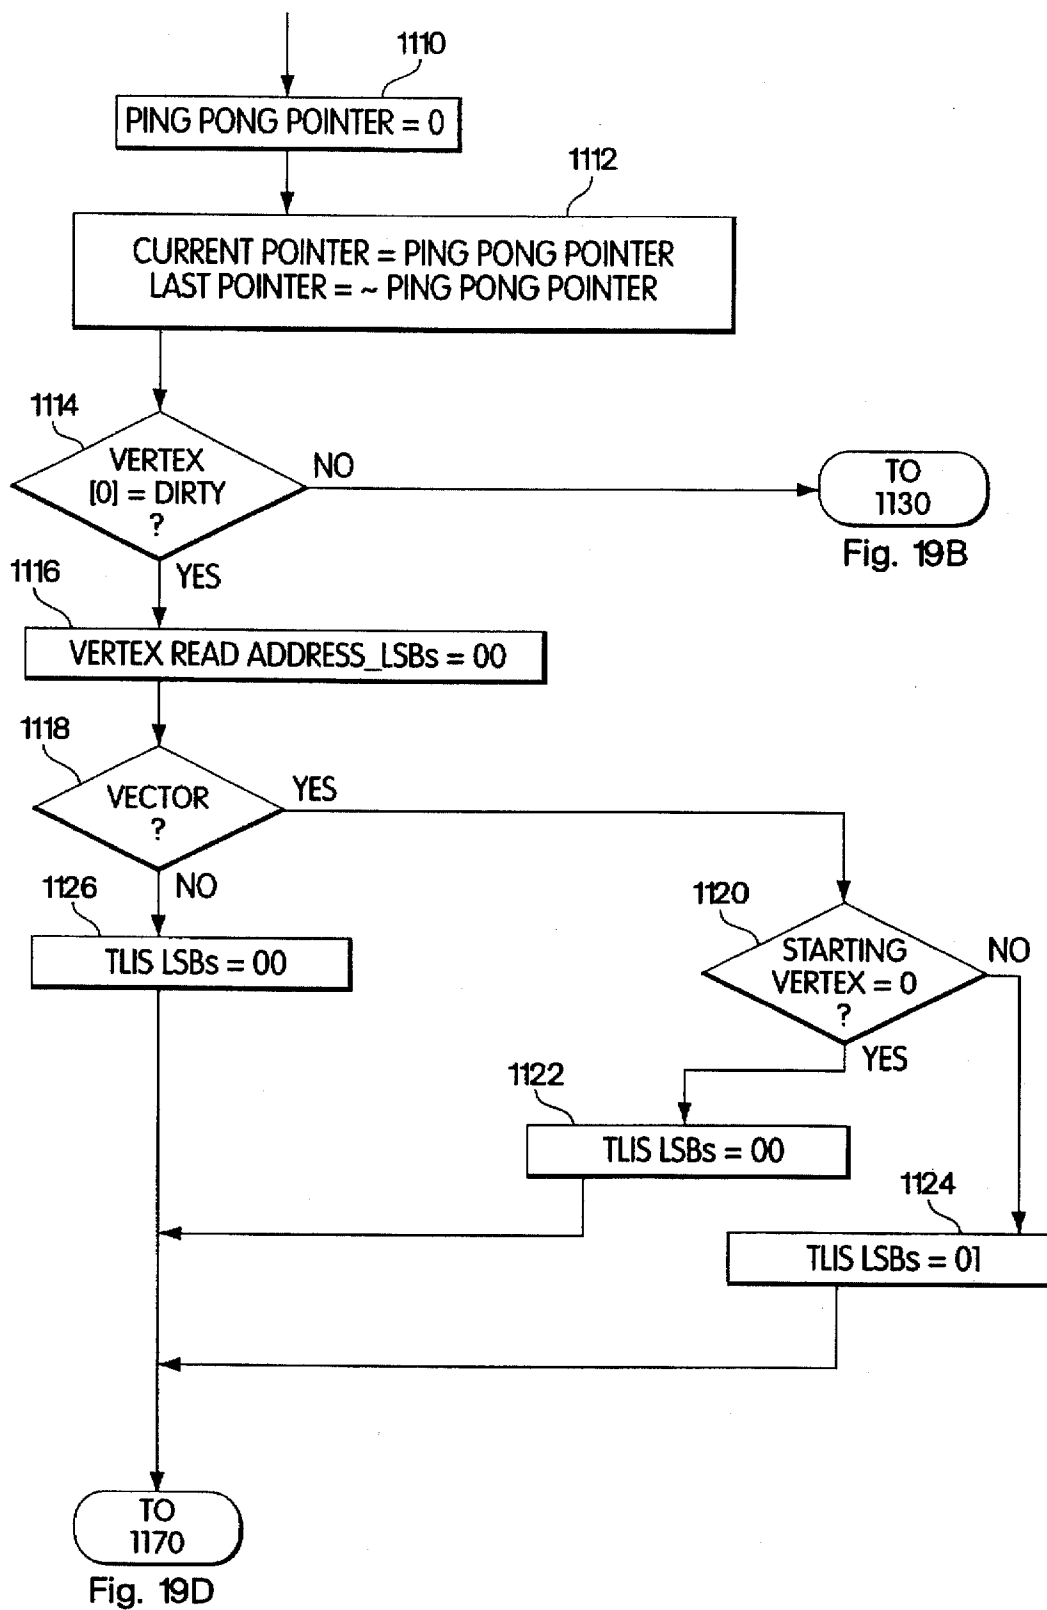 1110
PING PONG POINTER = 0
1112
CURRENT POINTER = PING PONG POINTER
LAST POINTER = ~ PING PONG POINTER
1114
VERTEX
[0] = DIRTY
?
NO
TO
1130
Fig. 19B
YES
1116
VERTEX READ ADDRESS_LSBs = 00
1118
VECTOR
?
YES
NO
1126
TLIS LSBs = 00
1120
STARTING
VERTEX = 0
?
NO
YES
1122
TLIS LSBs = 00
1124
TLIS LSBs = 01
TO
1170
Fig. 19D